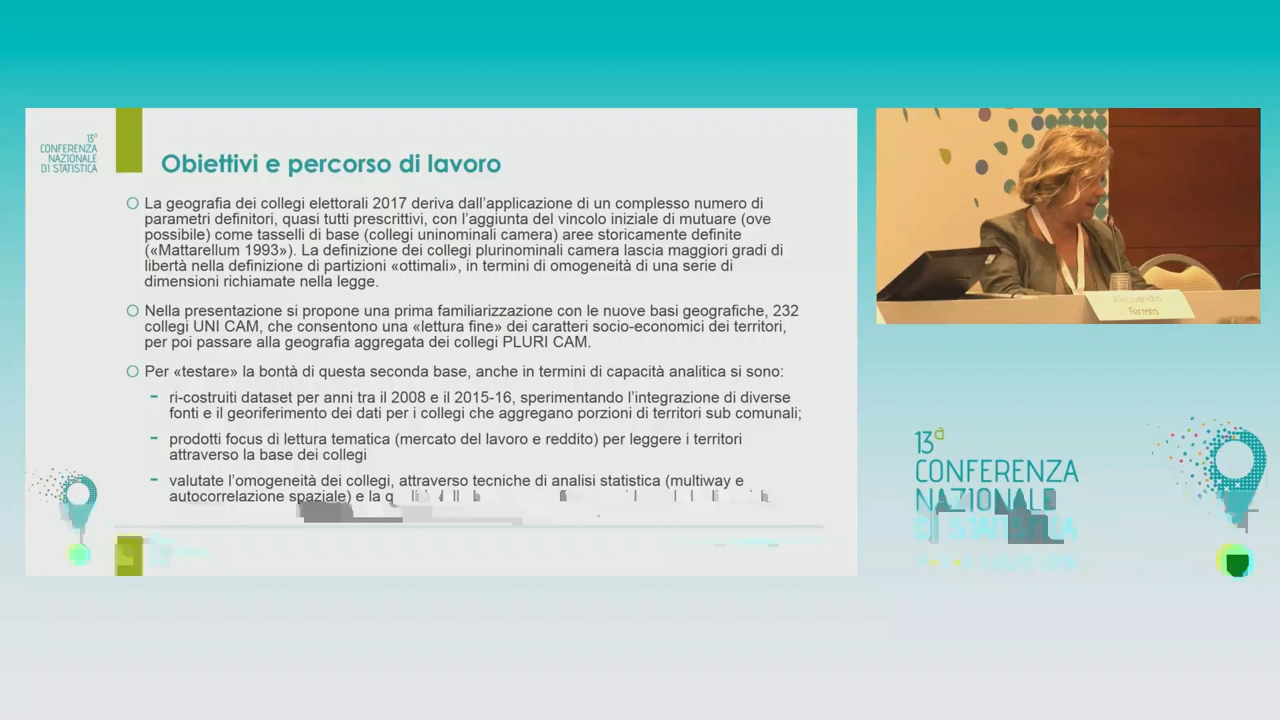 13a
CONFERENZA
NAZIONALE
DI STATISTICA
Obiettivi e percorso di lavoro
La geografia dei collegi elettorali 2017 deriva dall'applicazione di un complesso numero di
parametri definitori, quasi tutti prescrittivi, con l'aggiunta del vincolo iniziale di mutuare (ove
possibile) come tasselli di base (collegi uninominali camera) aree storicamente definite
(«Mattarellum 1993»). La definizione dei collegi plurinominali camera lascia maggiori gradi di
libertà nella definizione di partizioni «ottimali», in termini di omogeneità di una serie di
dimensioni richiamate nella legge.
Nella presentazione si propone una prima familiarizzazione con le nuove basi geografiche, 232
collegi UNI CAM, che consentono una «lettura fine» dei caratteri socio-economici dei territori,
per poi passare alla geografia aggregata dei collegi PLURI CAM.
Per «testare» la bontà di questa seconda base, anche in termini di capacità analitica si sono:
- ri-costruiti dataset per anni tra il 2008 e il 2015-16, sperimentando l'integrazione di diverse
fonti e il georiferimento dei dati per i collegi che aggregano porzioni di territori sub comunali;
- prodotti focus di lettura tematica (mercato del lavoro e reddito) per leggere i territori
attraverso la base dei collegi
- valutate l'omogeneità dei collegi, attraverso tecniche di analisi statistica (multiway e
autocorrelazione spaziale) e la q
Alessandra
Ferrara
13a
CONFERENZA
NAZIONALE
DI STATISTICA